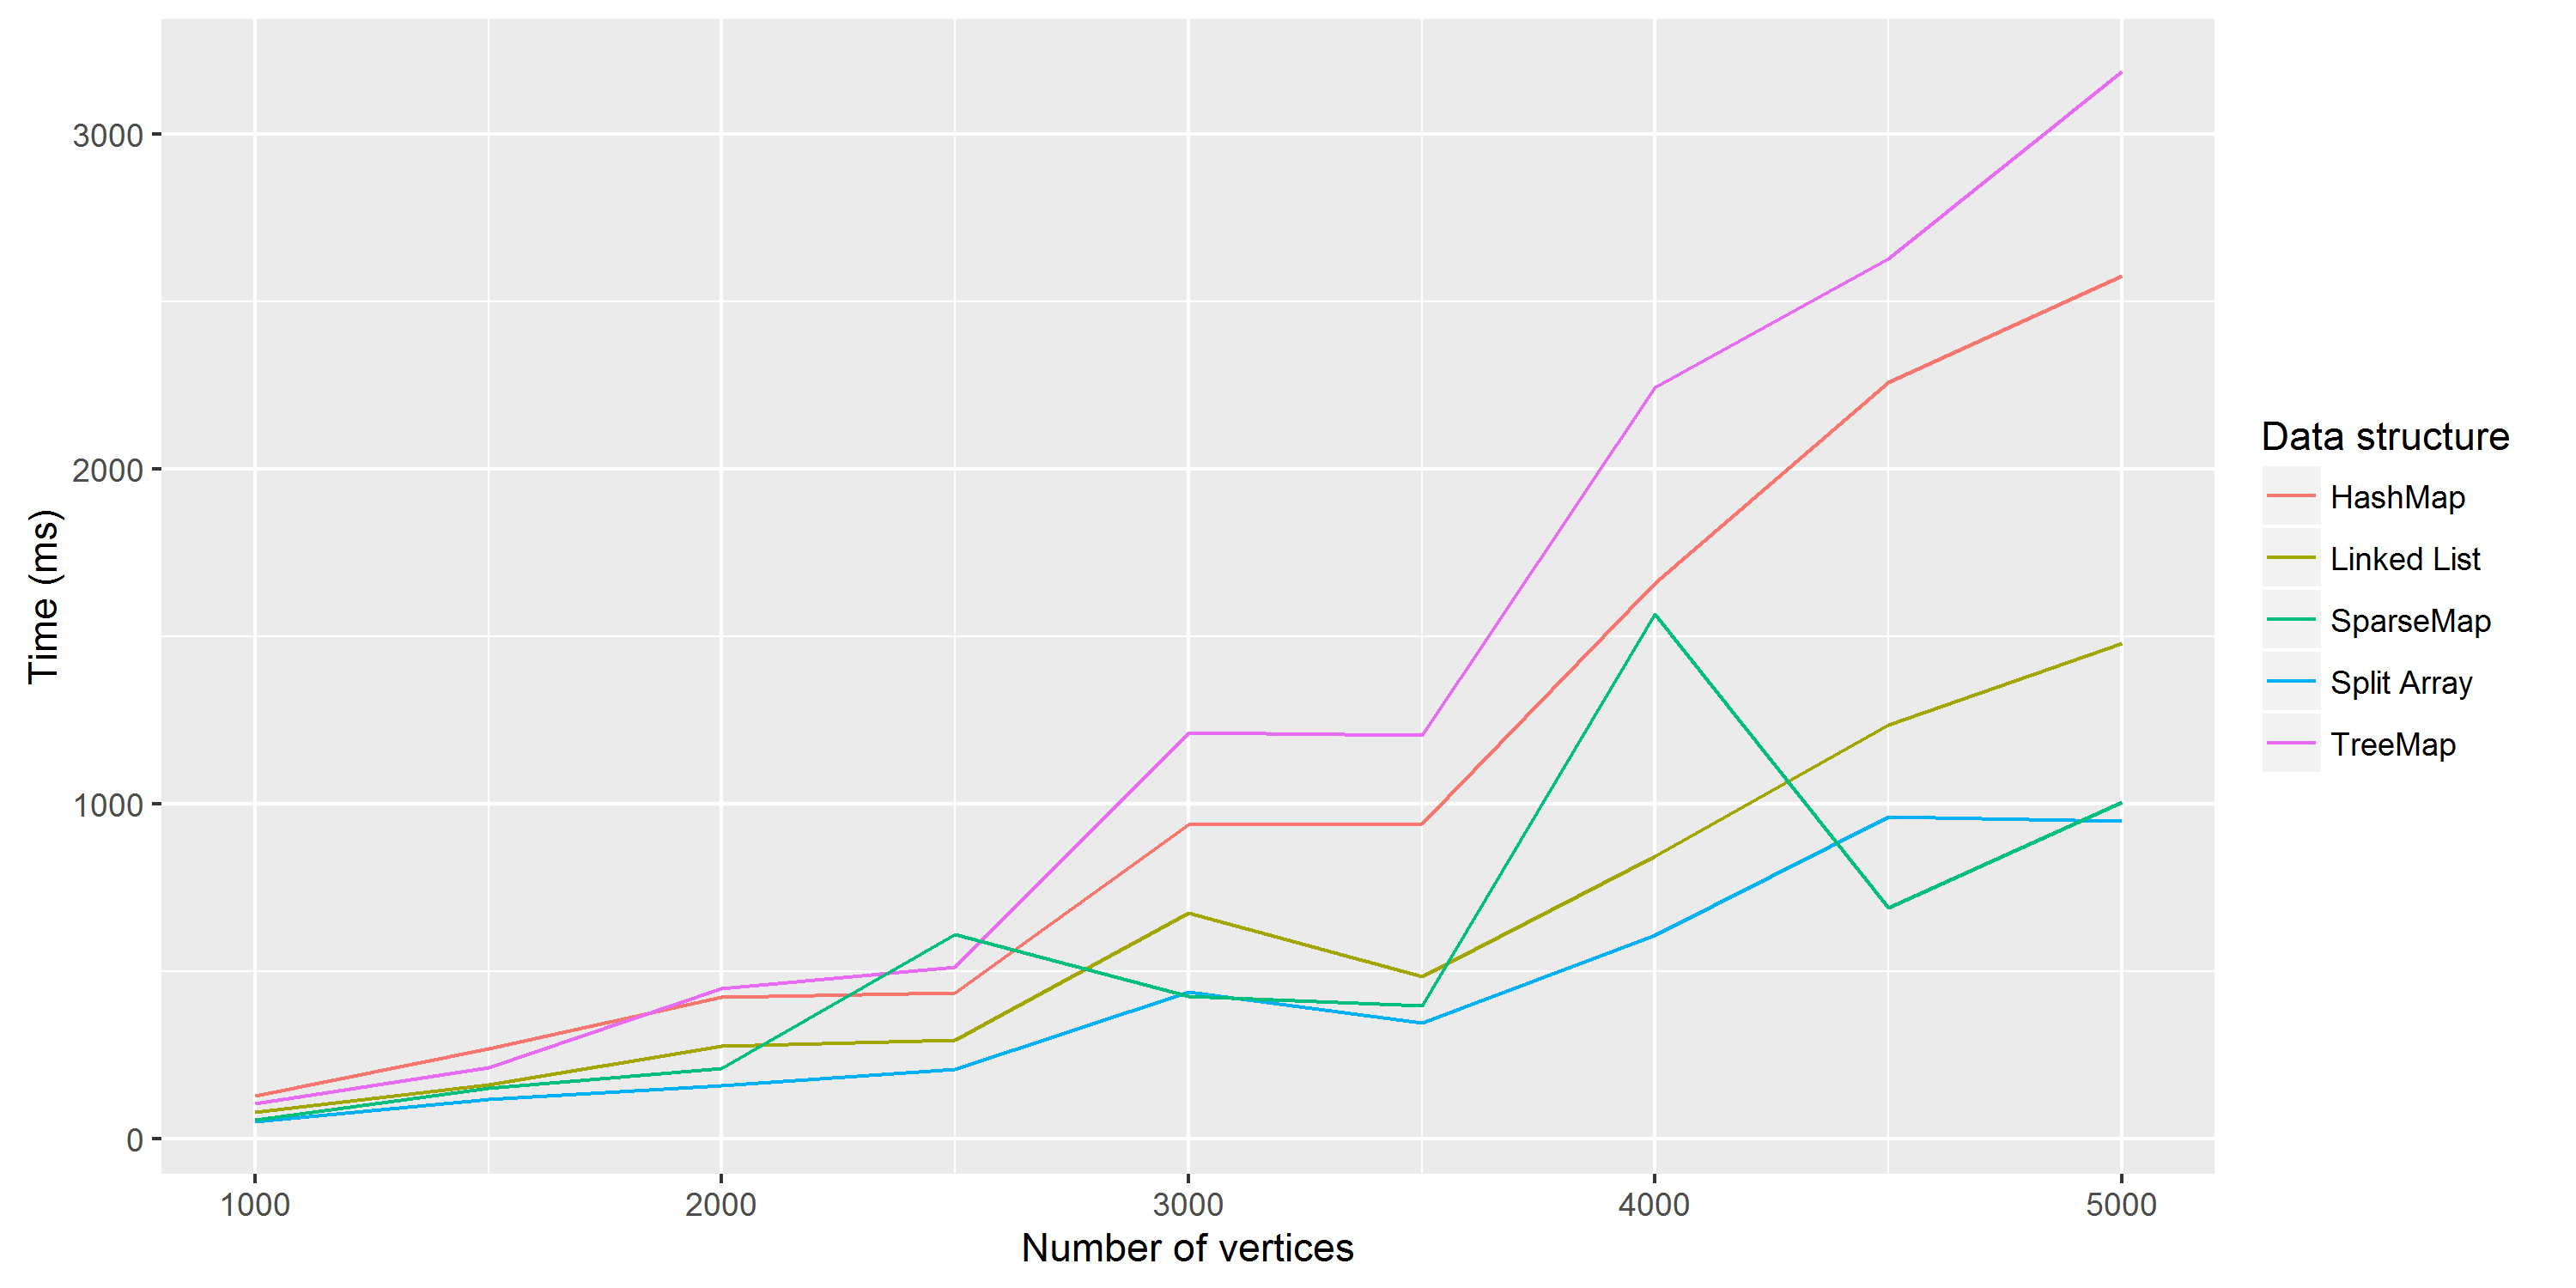 3000
2000
1000
0
Time (ms)
1000 2000 3000 4000 5000
Number of vertices
Data structure
HashMap
Linked List
SparseMap
Split Array
TreeMap